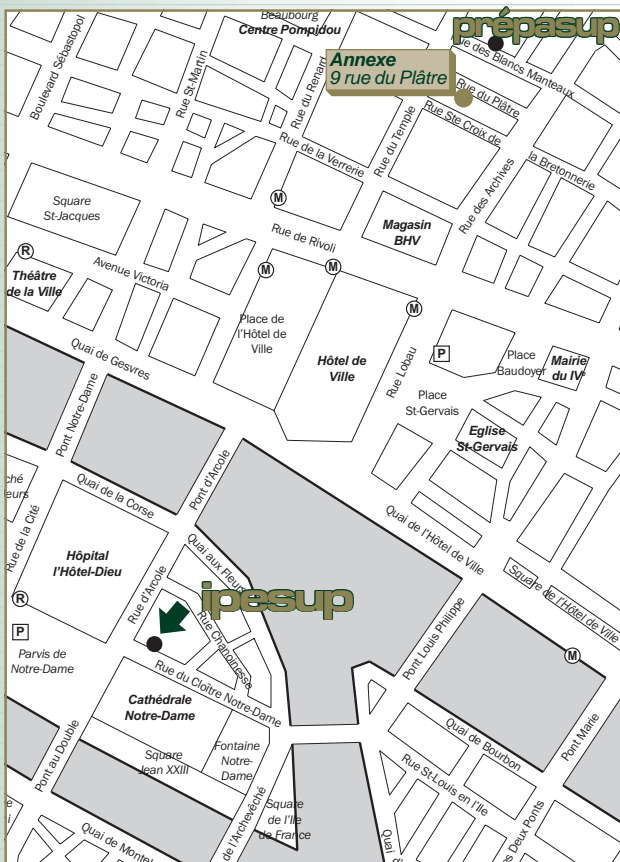 Beaubourg
Centre Pompidou
prépasup
Rue des Blancs Manteaux
Annexe
9 rue du Plâtre
Rue du Plâtre
Boulevard Sébastopol
Rue St-Martin
Rue du Renard
Rue Ste Croix de
la Bretonnerie
Rue de la Verrerie
Rue du Temple
Rue des Archives
M
Square
St-Jacques
Magasin
BHV
Rue de Rivoli
R
Théâtre
de la Ville
Avenue Victoria
M
M
M
Place de
l'Hôtel de
Ville
Hôtel de
Ville
Rue Lobau
P
Place
Baudoyer
Mairie
du IVe
Quai de Gesvres
Place
St-Gervais
Eglise
St-Gervais
Pont Notre-Dame
Pont d'Arcole
ché
eurs
Quai de la Corse
Rue de la Cité
Quai de l'Hôtel de Ville
Hôpital
l'Hôtel-Dieu
Quai aux Fleurs
Square de l'Hôtel de Ville
R
P
Rue d'Arcole
ipesup
Rue Chanoinesse
Pont Louis Philippe
M
Parvis de
Notre-Dame
Rue du Cloître Notre-Dame
Cathédrale
Notre-Dame
Pont au Double
Square
Jean XXIII
Fontaine
Notre-
Dame
Quai de Bourbon
Pont Marie
Rue St-Louis en l'Ile
Square
de l'Ile
de France
de l'Archevêché
s Deux Ponts
Quai de Montel
Quai d'
e
i